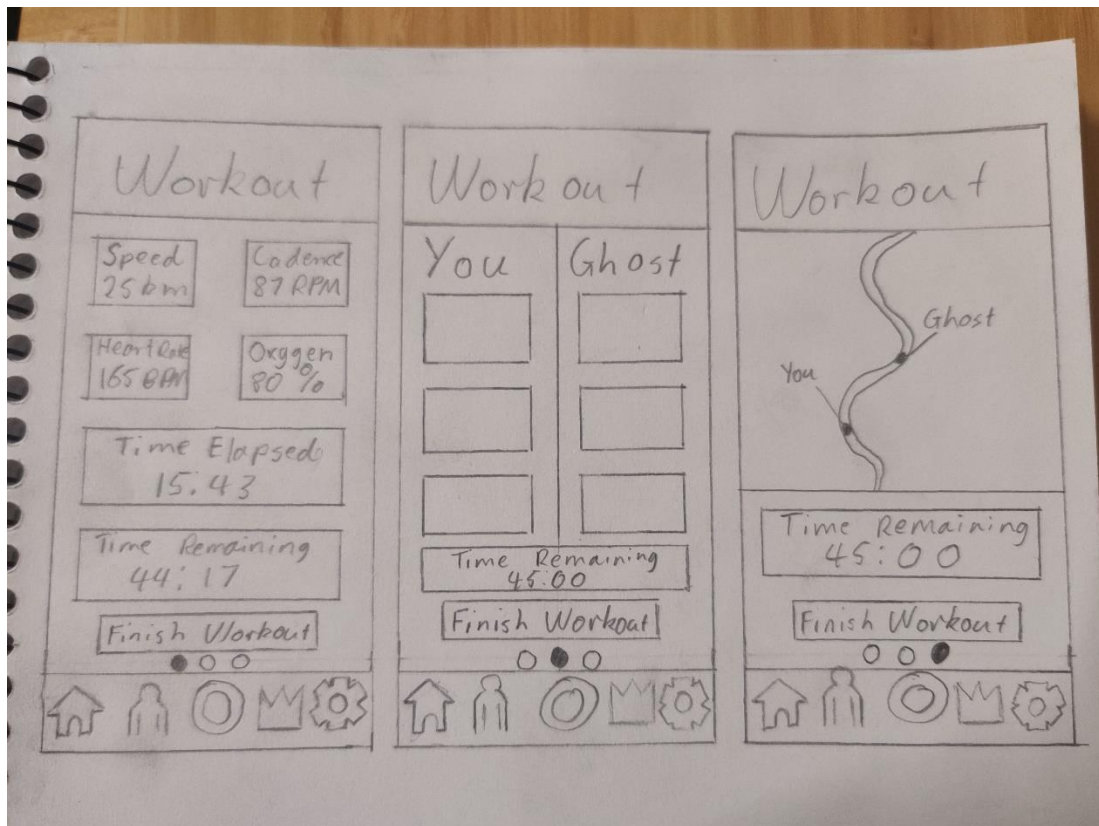 Workout
Speed
25 km
Cadence
87 RPM
Heart Rate
165 BPM
Oxygen
80 %
Time Elapsed
15:43
Time Remaining
44:17
Finish Workout
Workout
You
Ghost
Time Remaining
45:00
Finish Workout
Workout
Ghost
You
Time Remaining
45:00
Finish Workout